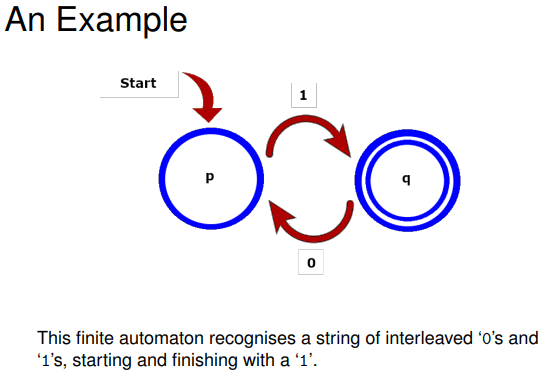 An Example
Start
1
p
q
0
This finite automaton recognises a string of interleaved ‘0’s and
‘1’s, starting and finishing with a ‘1’.